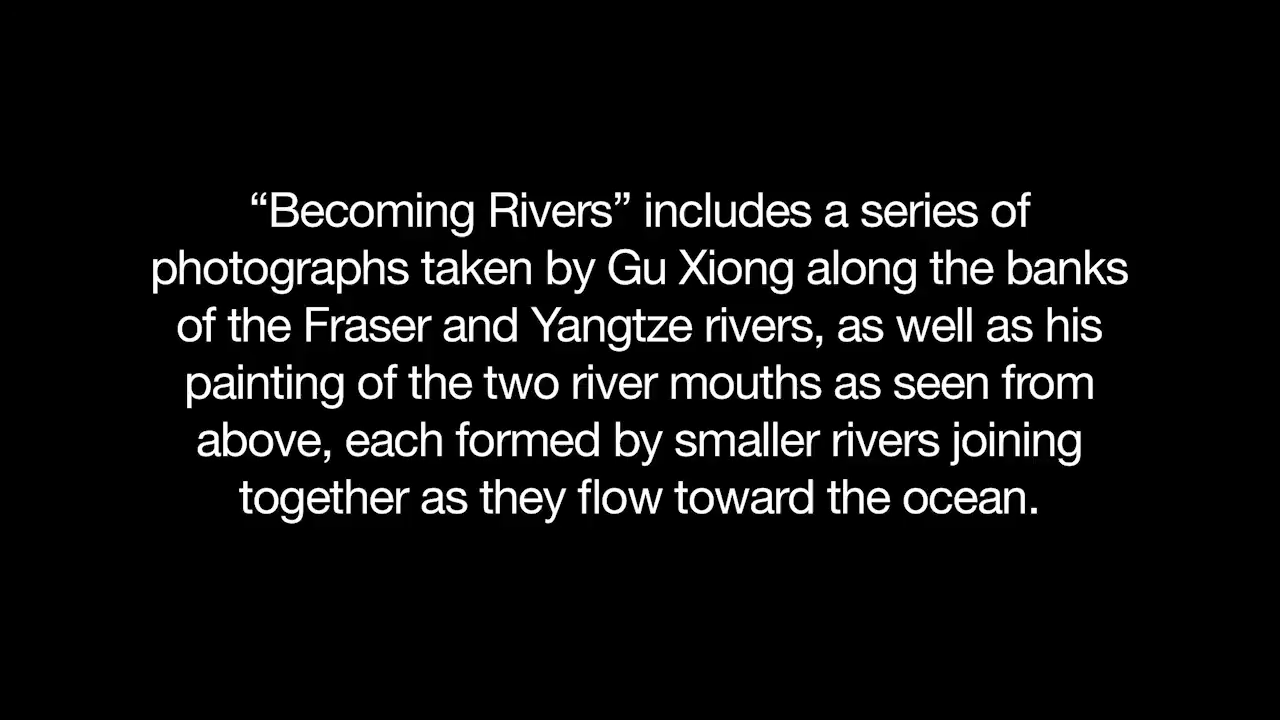 “Becoming Rivers” includes a series of
photographs taken by Gu Xiong along the banks
of the Fraser and Yangtze rivers, as well as his
painting of the two river mouths as seen from
above, each formed by smaller rivers joining
together as they flow toward the ocean.